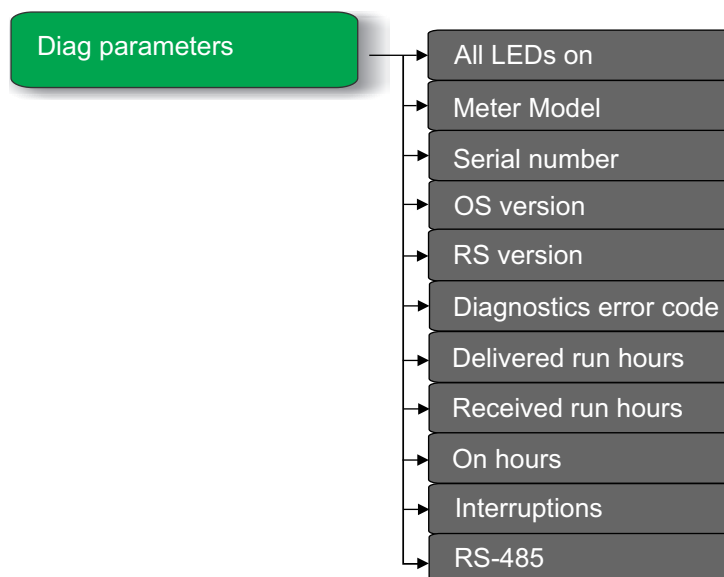 Diag parameters
All LEDs on
Meter Model
Serial number
OS version
RS version
Diagnostics error code
Delivered run hours
Received run hours
On hours
Interruptions
RS-485